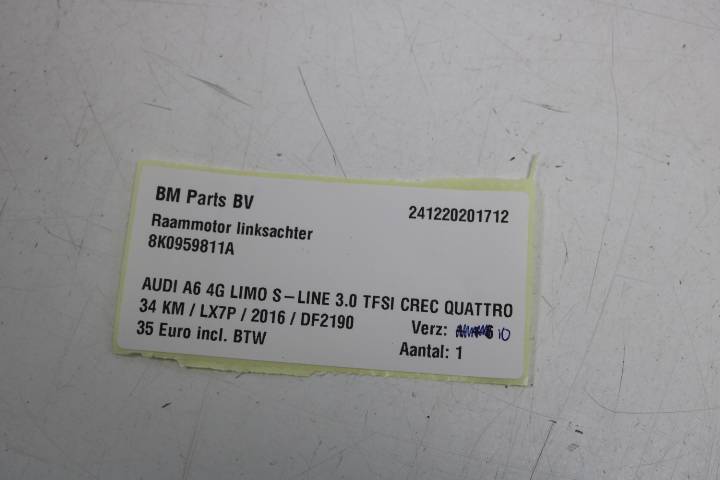 BM Parts BV 241220201712
Raammotor linksachter
8K0959811A
AUDI A6 4G LIMO S-LINE 3.0 TFSI CREC QUATTRO
34 KM / LX7P / 2016 / DF2190 Verz: 10
35 Euro incl. BTW Aantal: 1